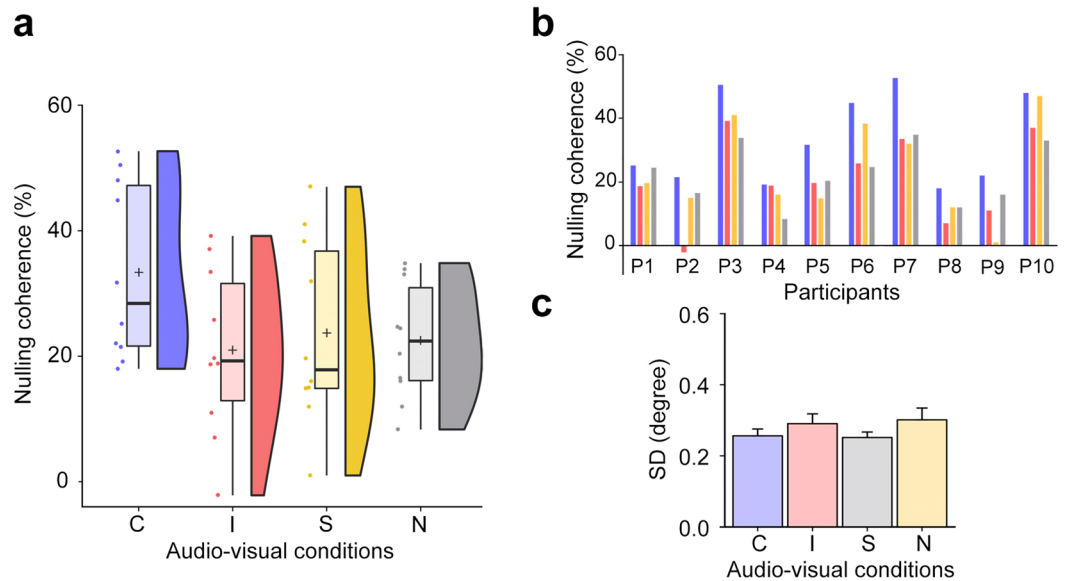 a
60
40
20
0
Nulling coherence (%)
C I S N
Audio-visual conditions
b
60
40
20
0
Nulling coherence (%)
P1 P2 P3 P4 P5 P6 P7 P8 P9 P10
Participants
c
0.6
0.4
0.2
0.0
SD (degree)
C I S N
Audio-visual conditions